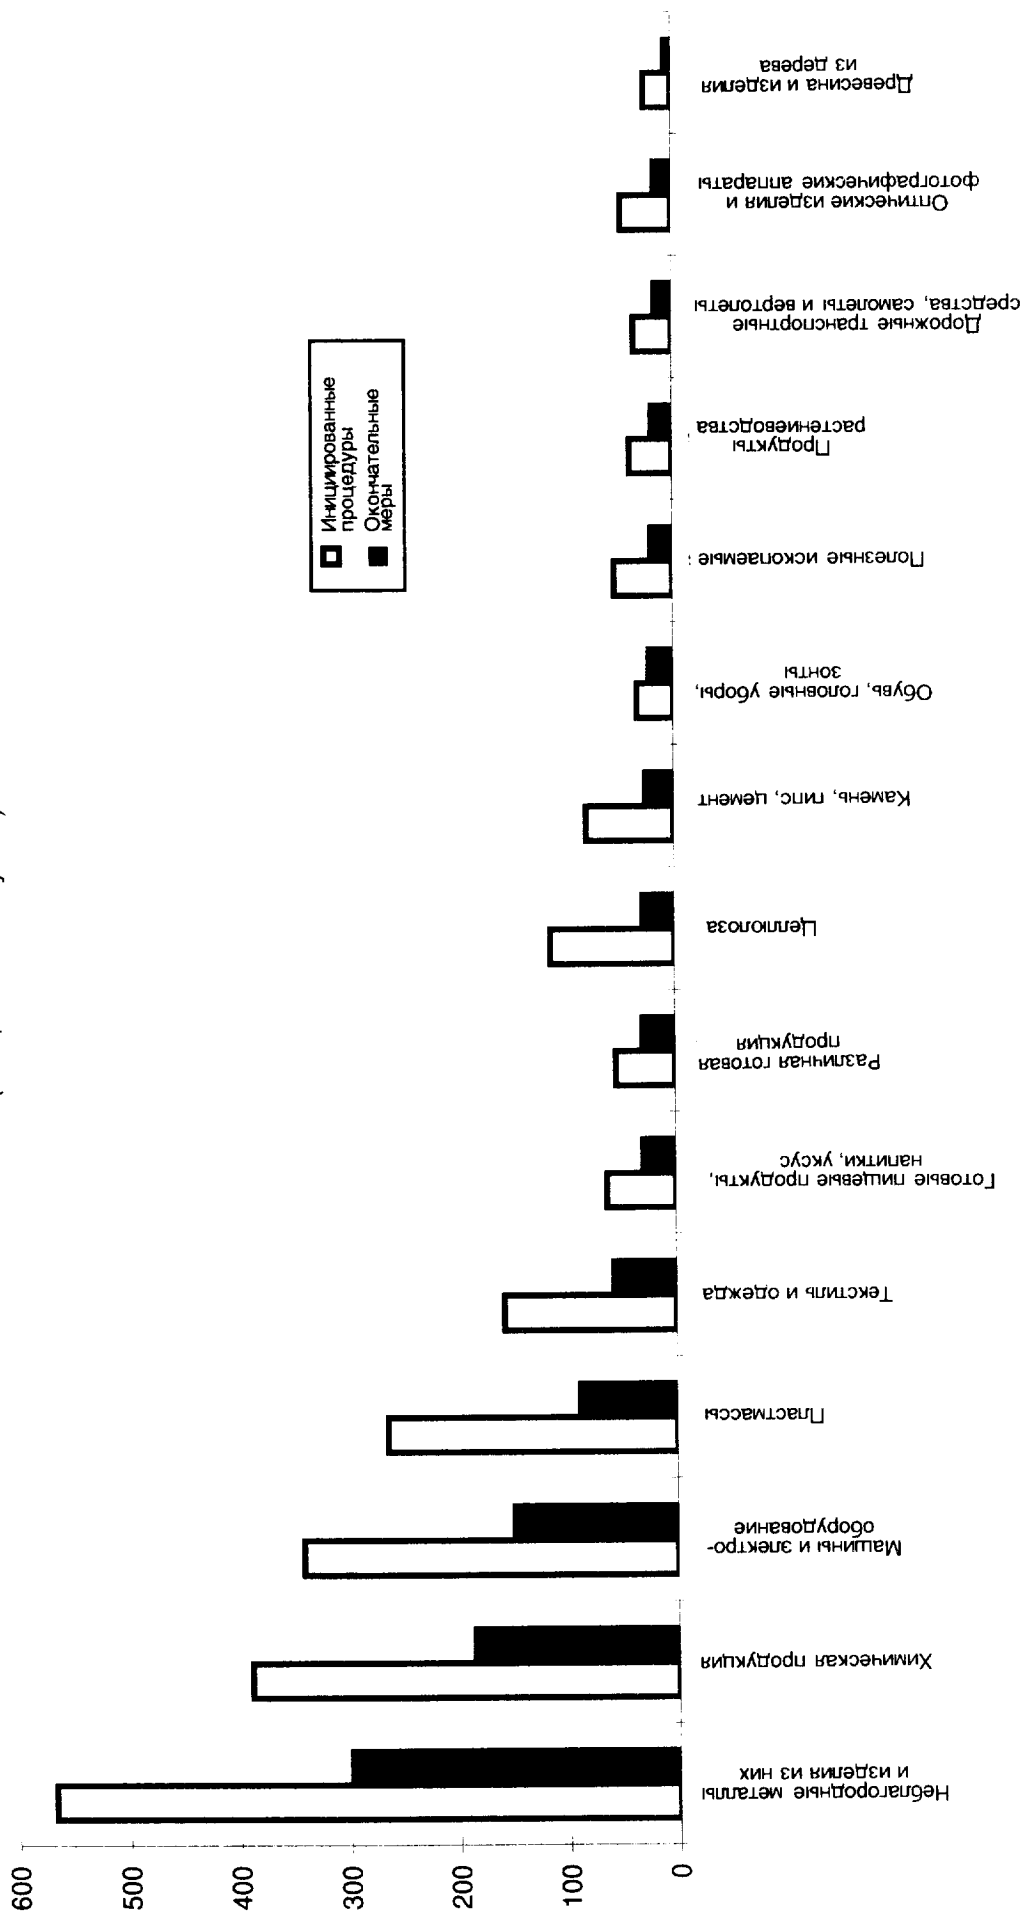 600
500
400
300
200
100
0
Инициированные
процедуры
Окончательные
меры
Неблагородные металлы
и изделия из них
Химическая продукция
Машины и электро-
оборудование
Пластмассы
Текстиль и одежда
Готовые пищевые продукты,
напитки, уксус
Различная готовая
продукция
Целлюлоза
Камень, гипс, цемент
Обувь, головные уборы,
зонты
Полезные ископаемые
Продукты
растениеводства
Дорожные транспортные
средства, самолеты и вертолеты
Оптические изделия и
фотографические аппараты
Древесина и изделия
из дерева